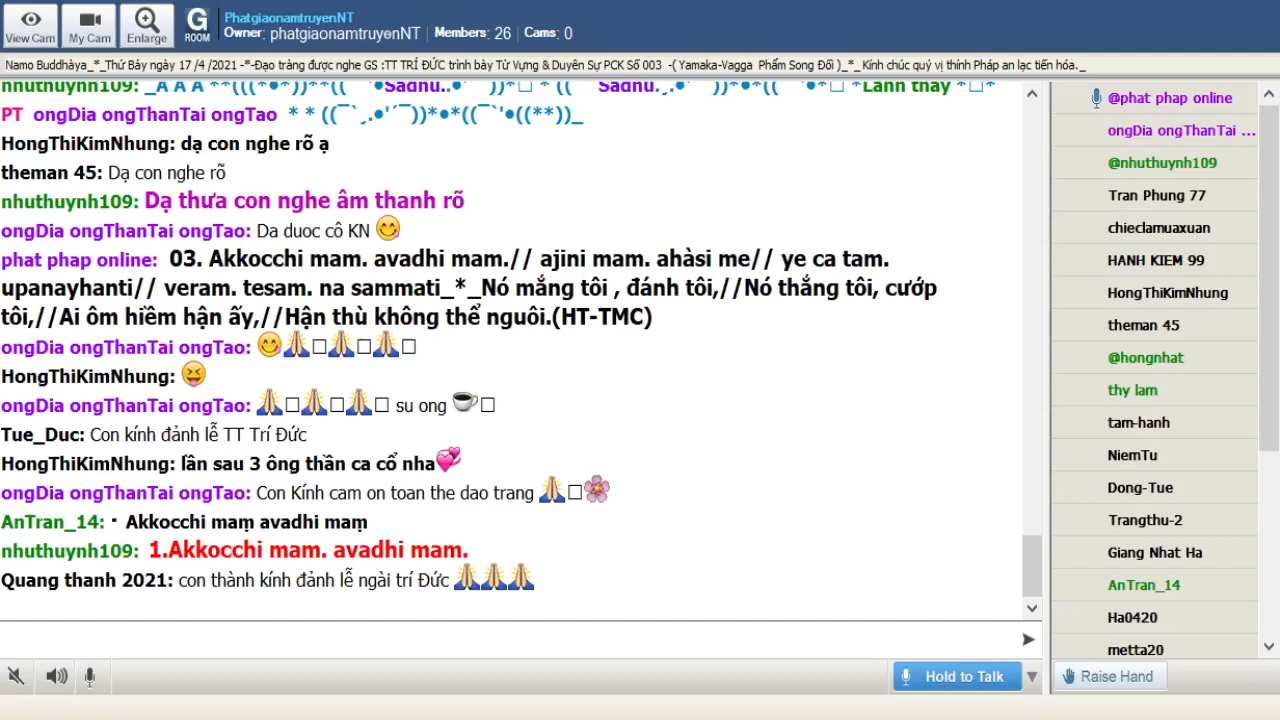 View Cam
My Cam
Enlarge
G ROOM
PhatgiaonamtruyenNT
Owner: phatgiaonamtruyenNT | Members: 26 | Cams: 0
Namo Buddhàya_*_Thứ Bảy ngày 17 /4 /2021 -*-Đạo tràng được nghe GS :TT TRÍ ĐỨC trình bày Từ Vựng & Duyên Sự PCK Số 003 -( Yamaka-Vagga Phẩm Song Đối )_*_Kính chúc quý vị thính Pháp an lạc tiến hóa._
PT ongDia ongThanTai ongTao * * ((¯`¸.•'´¯))*•*((¯`'•((**))_
HongThiKimNhung: dạ con nghe rõ ạ
theman 45: Dạ con nghe rõ
nhuthuynh109: Dạ thưa con nghe âm thanh rõ
ongDia ongThanTai ongTao: Da duoc cô KN 😋
phat phap online: 03. Akkocchi mam. avadhi mam.// ajini mam. ahàsi me// ye ca tam.
upanayhanti// veram. tesam. na sammati_*_Nó mắng tôi , đánh tôi,//Nó thắng tôi, cướp
tôi,//Ai ôm hiềm hận ấy,//Hận thù không thể nguôi.(HT-TMC)
ongDia ongThanTai ongTao: 😋🙏□🙏□🙏□
HongThiKimNhung: 😝
ongDia ongThanTai ongTao: 🙏□🙏□🙏□ su ong ☕□
Tue_Duc: Con kính đảnh lễ TT Trí Đức
HongThiKimNhung: lần sau 3 ông thần ca cổ nha💞
ongDia ongThanTai ongTao: Con Kính cam on toan the dao trang 🙏□🌸
AnTran_14: · Akkocchi maṃ avadhi maṃ
nhuthuynh109: 1.Akkocchi mam. avadhi mam.
Quang thanh 2021: con thành kính đảnh lễ ngài trí Đức 🙏🙏🙏
Hold to Talk
@phat phap online
ongDia ongThanTai ...
@nhuthuynh109
Tran Phung 77
chieclamuaxuan
HANH KIEM 99
HongThiKimNhung
theman 45
@hongnhat
thy lam
tam-hanh
NiemTu
Dong-Tue
Trangthu-2
Giang Nhat Ha
AnTran_14
Ha0420
metta20
Raise Hand